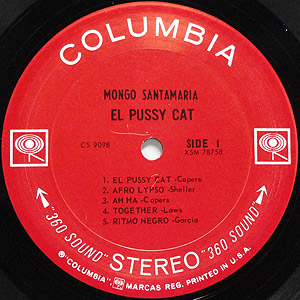 COLUMBIA
MONGO SANTAMARIA
EL PUSSY CAT
CS 9098
SIDE 1
XSM 78758
1. EL PUSSY CAT -Capers
2. AFRO LYPSO -Sheller
3. AH HA -Capers
4. TOGETHER -Laws
5. RITMO NEGRO -Garcia
"360 SOUND" STEREO "360 SOUND"
® "COLUMBIA", MARCAS REG. PRINTED IN U.S.A.